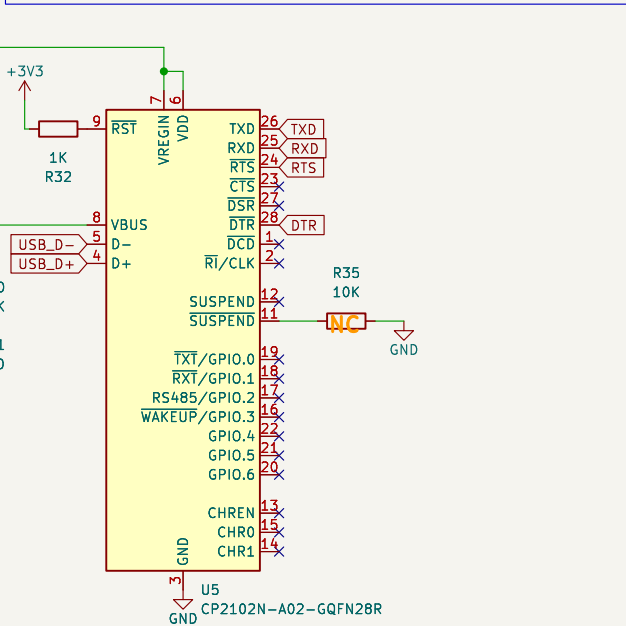 +3V3
7
6
9
RST
VREGIN
VDD
TXD
26
TXD
1K
R32
RXD
25
RXD
RTS
24
RTS
CTS
23
DSR
27
8
VBUS
DTR
28
DTR
USB_D-
5
D-
DCD
1
USB_D+
4
D+
RI/CLK
2
R35
10K
SUSPEND
12
SUSPEND
11
NC
GND
TXT/GPIO.0
19
RXT/GPIO.1
18
RS485/GPIO.2
17
WAKEUP/GPIO.3
16
GPIO.4
22
GPIO.5
21
GPIO.6
20
CHREN
13
CHR0
15
CHR1
14
GND
3
U5
CP2102N-A02-GQFN28R
GND